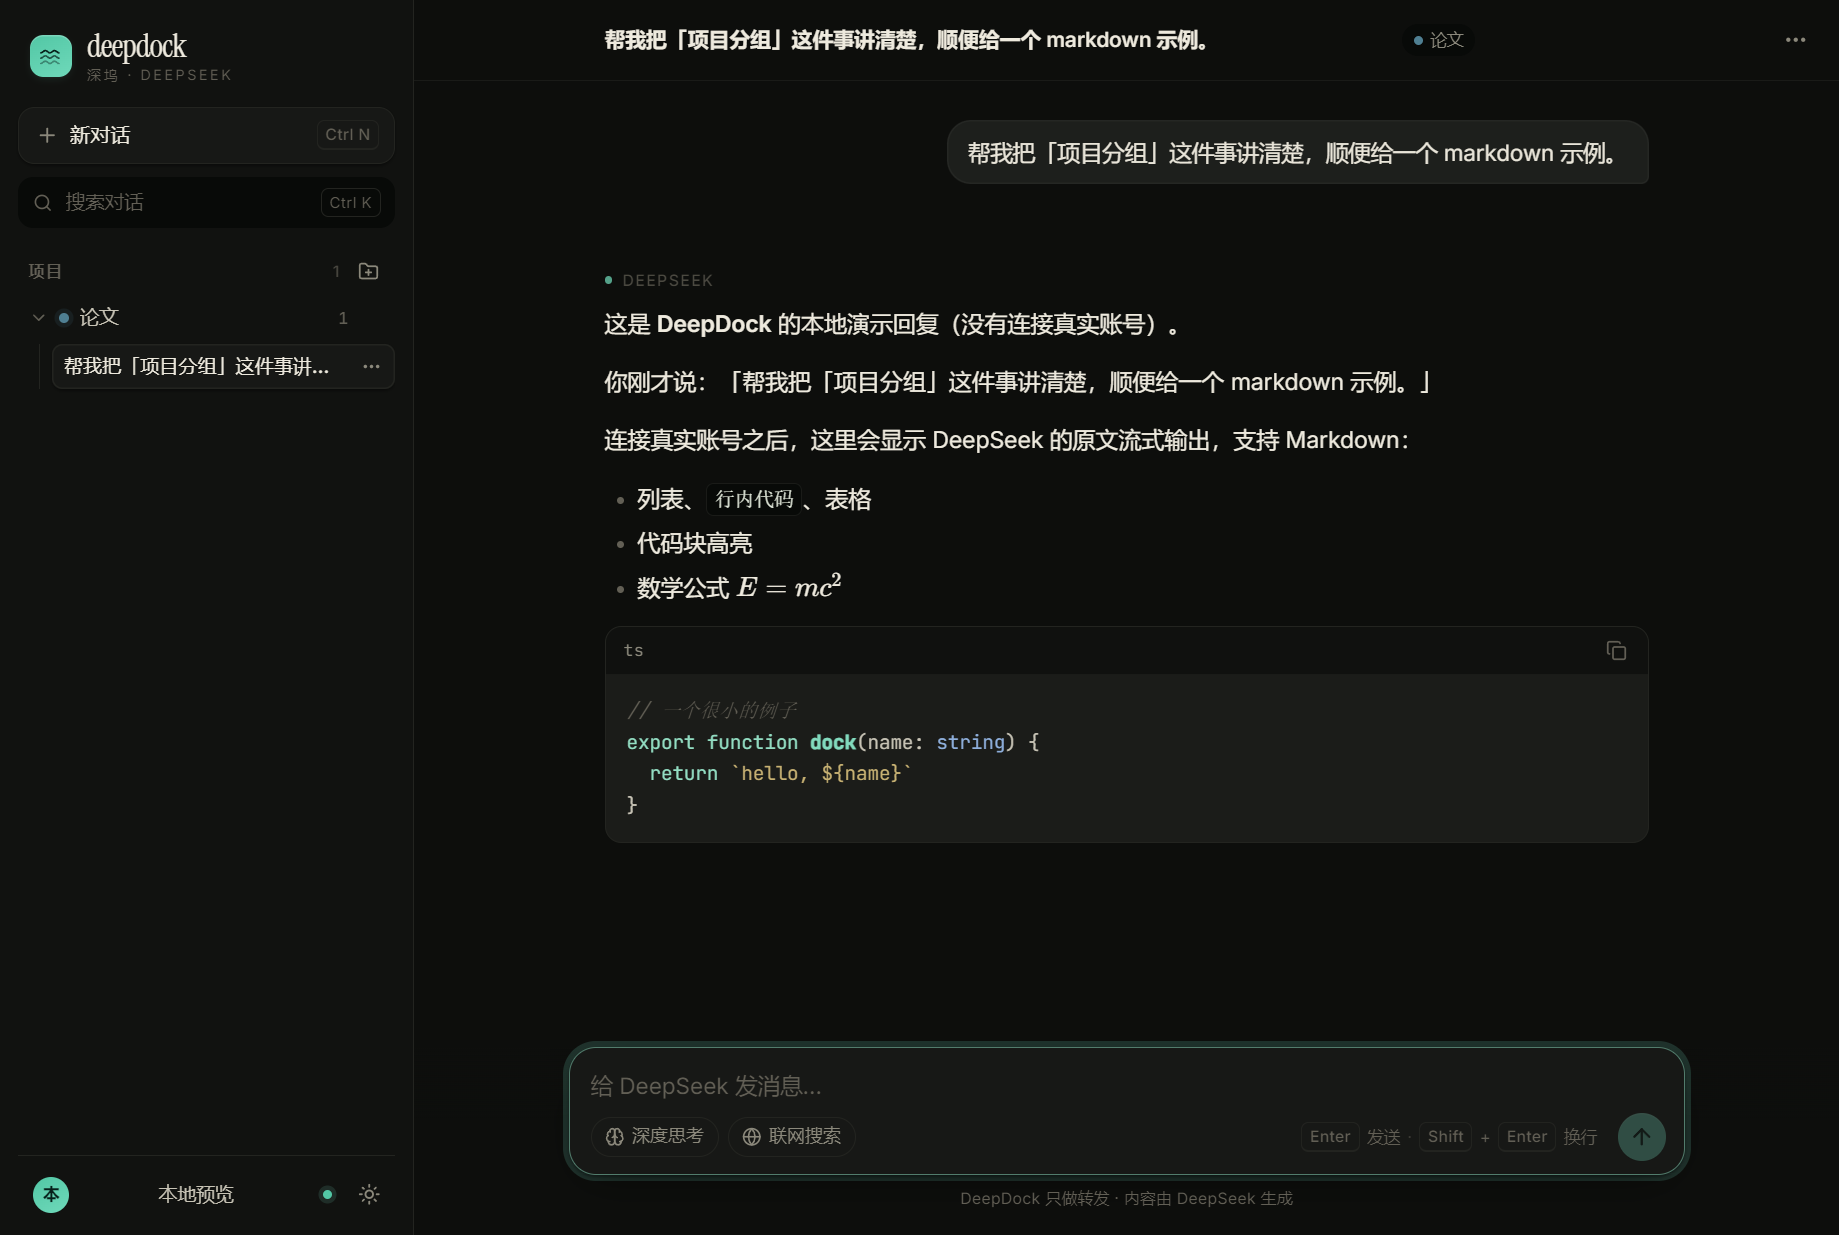 deepdock
深坞 · DEEPSEEK
新对话 Ctrl N
搜索对话 Ctrl K
项目 1
论文 1
帮我把「项目分组」这件事讲...
本 本地预览
帮我把「项目分组」这件事讲清楚，顺便给一个 markdown 示例。 论文
帮我把「项目分组」这件事讲清楚，顺便给一个 markdown 示例。
DEEPSEEK
这是 DeepDock 的本地演示回复（没有连接真实账号）。
你刚才说：「帮我把「项目分组」这件事讲清楚，顺便给一个 markdown 示例。」
连接真实账号之后，这里会显示 DeepSeek 的原文流式输出，支持 Markdown：
• 列表、行内代码、表格
• 代码块高亮
• 数学公式 E = mc²
ts
// 一个很小的例子
export function dock(name: string) {
  return `hello, ${name}`
}
给 DeepSeek 发消息...
深度思考 联网搜索 Enter 发送 · Shift + Enter 换行
DeepDock 只做转发 · 内容由 DeepSeek 生成